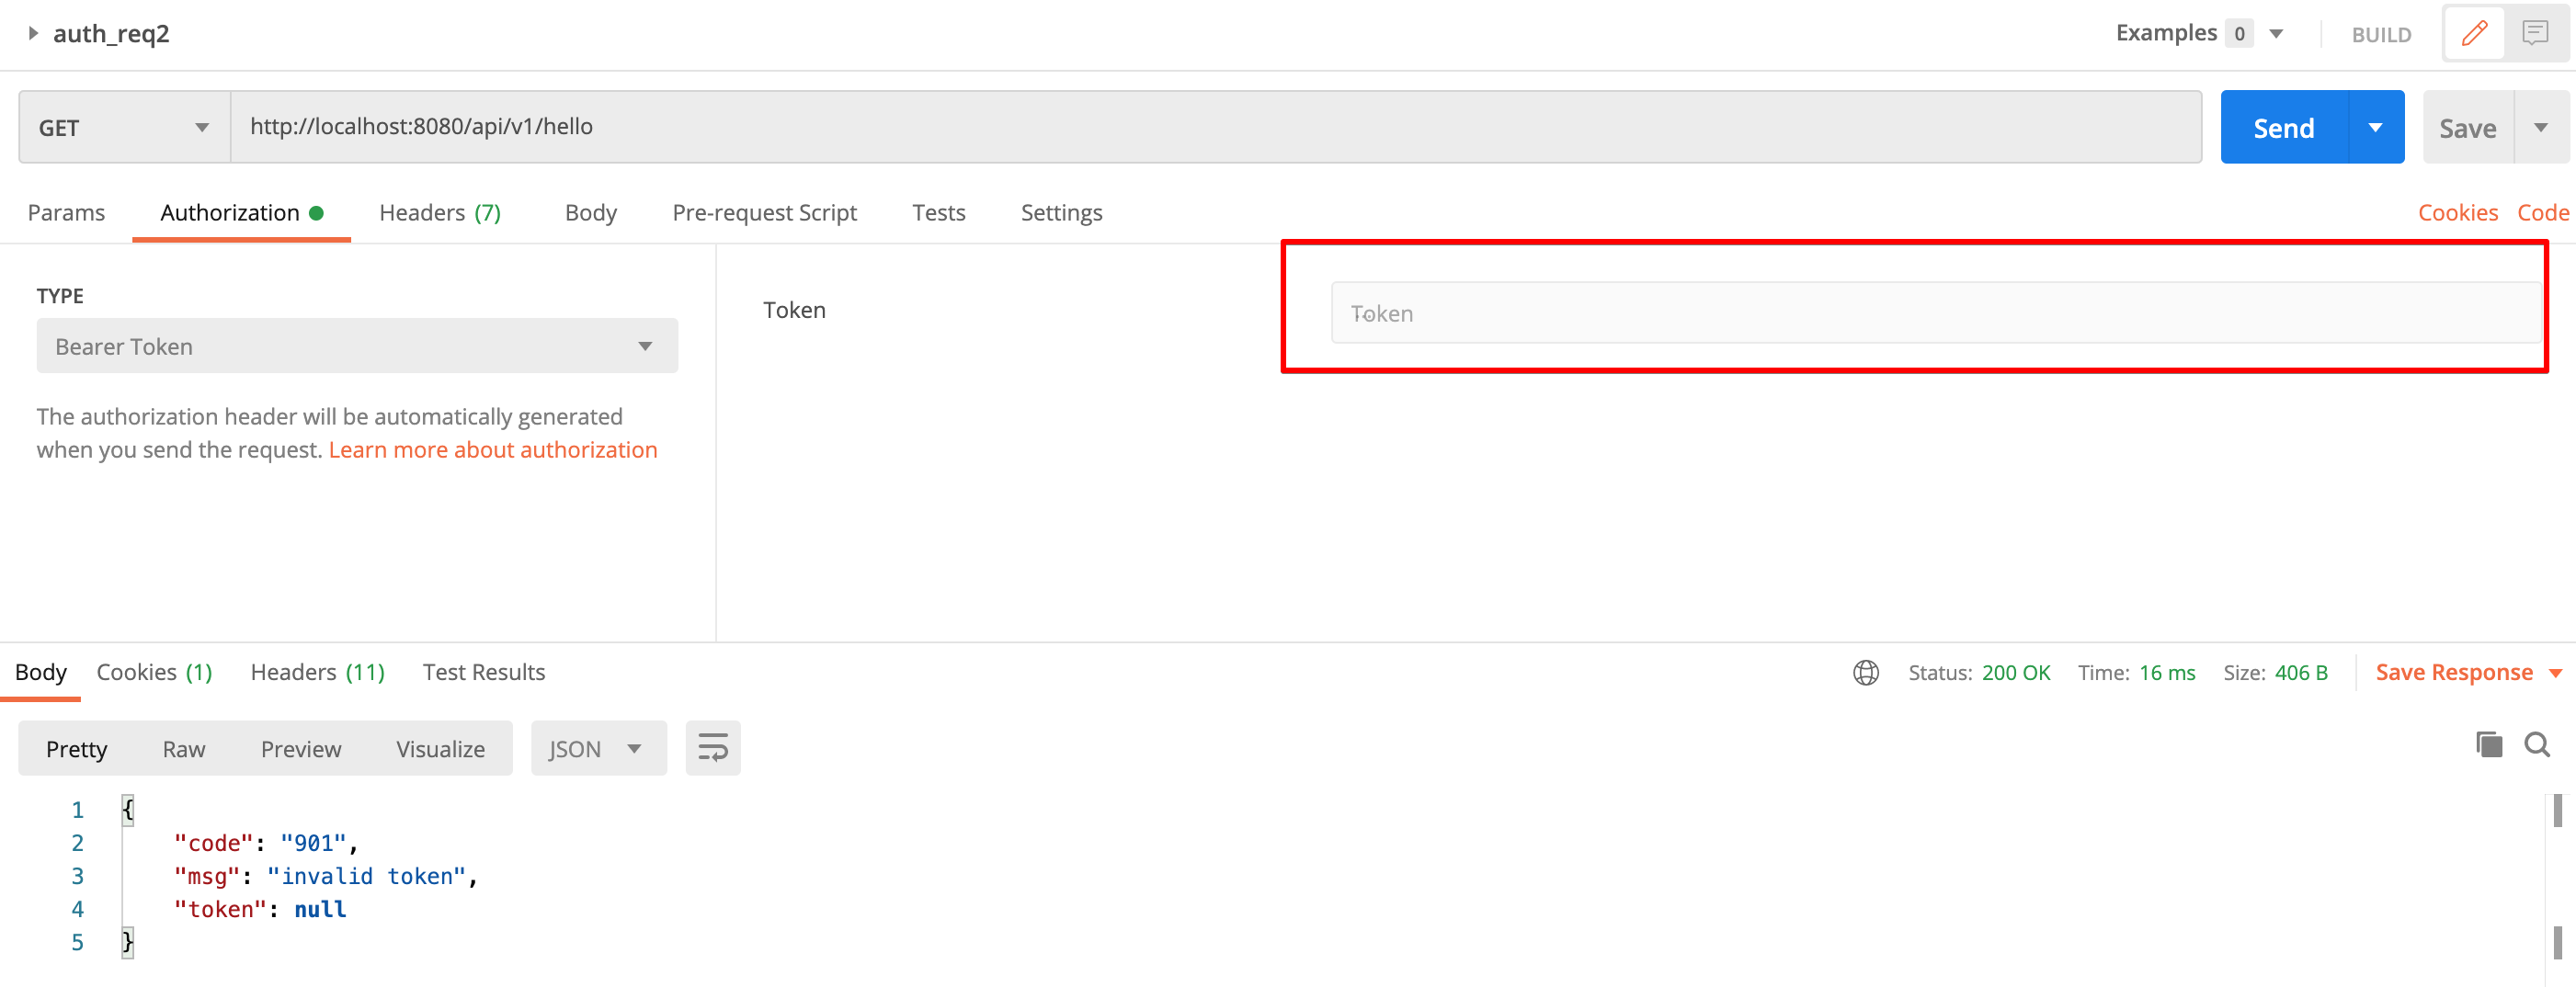 auth_req2
Examples 0 BUILD
GET http://localhost:8080/api/v1/hello Send Save
Params Authorization Headers (7) Body Pre-request Script Tests Settings Cookies Code
TYPE
Token Token
Bearer Token
The authorization header will be automatically generated
when you send the request. Learn more about authorization
Body Cookies (1) Headers (11) Test Results Status: 200 OK Time: 16 ms Size: 406 B Save Response
Pretty Raw Preview Visualize JSON
1 {
2 "code": "901",
3 "msg": "invalid token",
4 "token": null
5 }